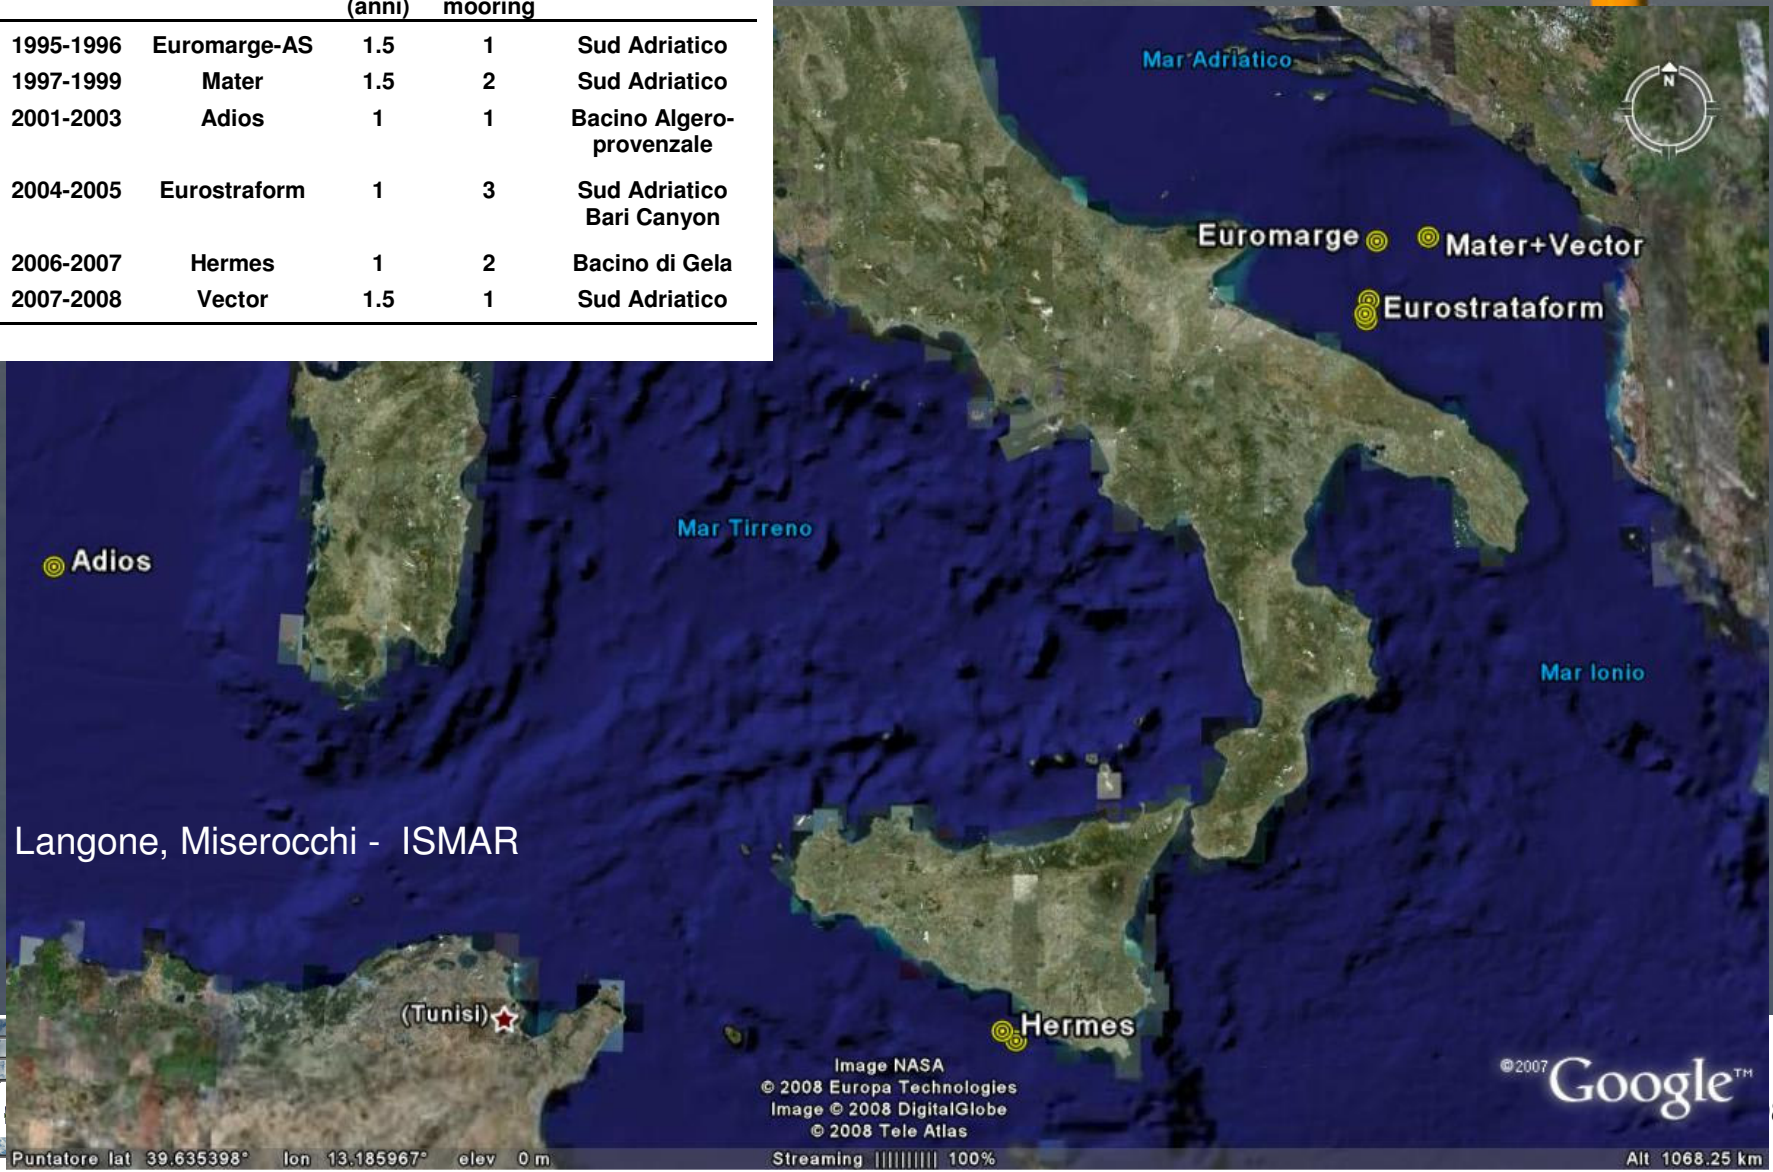 (anni) mooring
1995-1996 Euromarge-AS 1.5 1 Sud Adriatico
1997-1999 Mater 1.5 2 Sud Adriatico
2001-2003 Adios 1 1 Bacino Algero-
provenzale
2004-2005 Eurostraform 1 3 Sud Adriatico
Bari Canyon
2006-2007 Hermes 1 2 Bacino di Gela
2007-2008 Vector 1.5 1 Sud Adriatico
Mar Adriatico
N
Euromarge
Mater+Vector
Eurostrataform
Mar Tirreno
Adios
Mar Ionio
Langone, Miserocchi - ISMAR
(Tunisi)
Hermes
Image NASA
© 2008 Europa Technologies
Image © 2008 DigitalGlobe
© 2008 Tele Atlas
©2007 Google™
Puntatore lat 39.635398° lon 13.185967° elev 0 m
Streaming |||||||||| 100%
Alt 1068.25 km